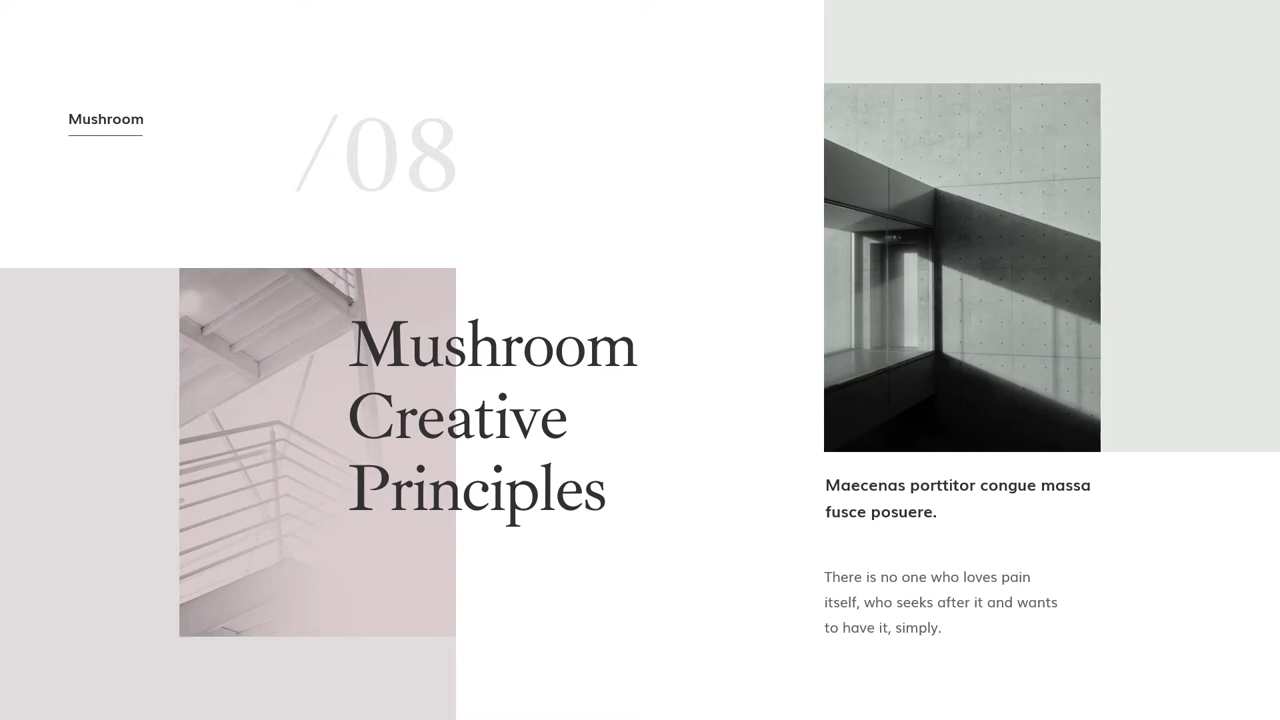 Mushroom
/08
Mushroom
Creative
Principles
Maecenas porttitor congue massa
fusce posuere.
There is no one who loves pain
itself, who seeks after it and wants
to have it, simply.